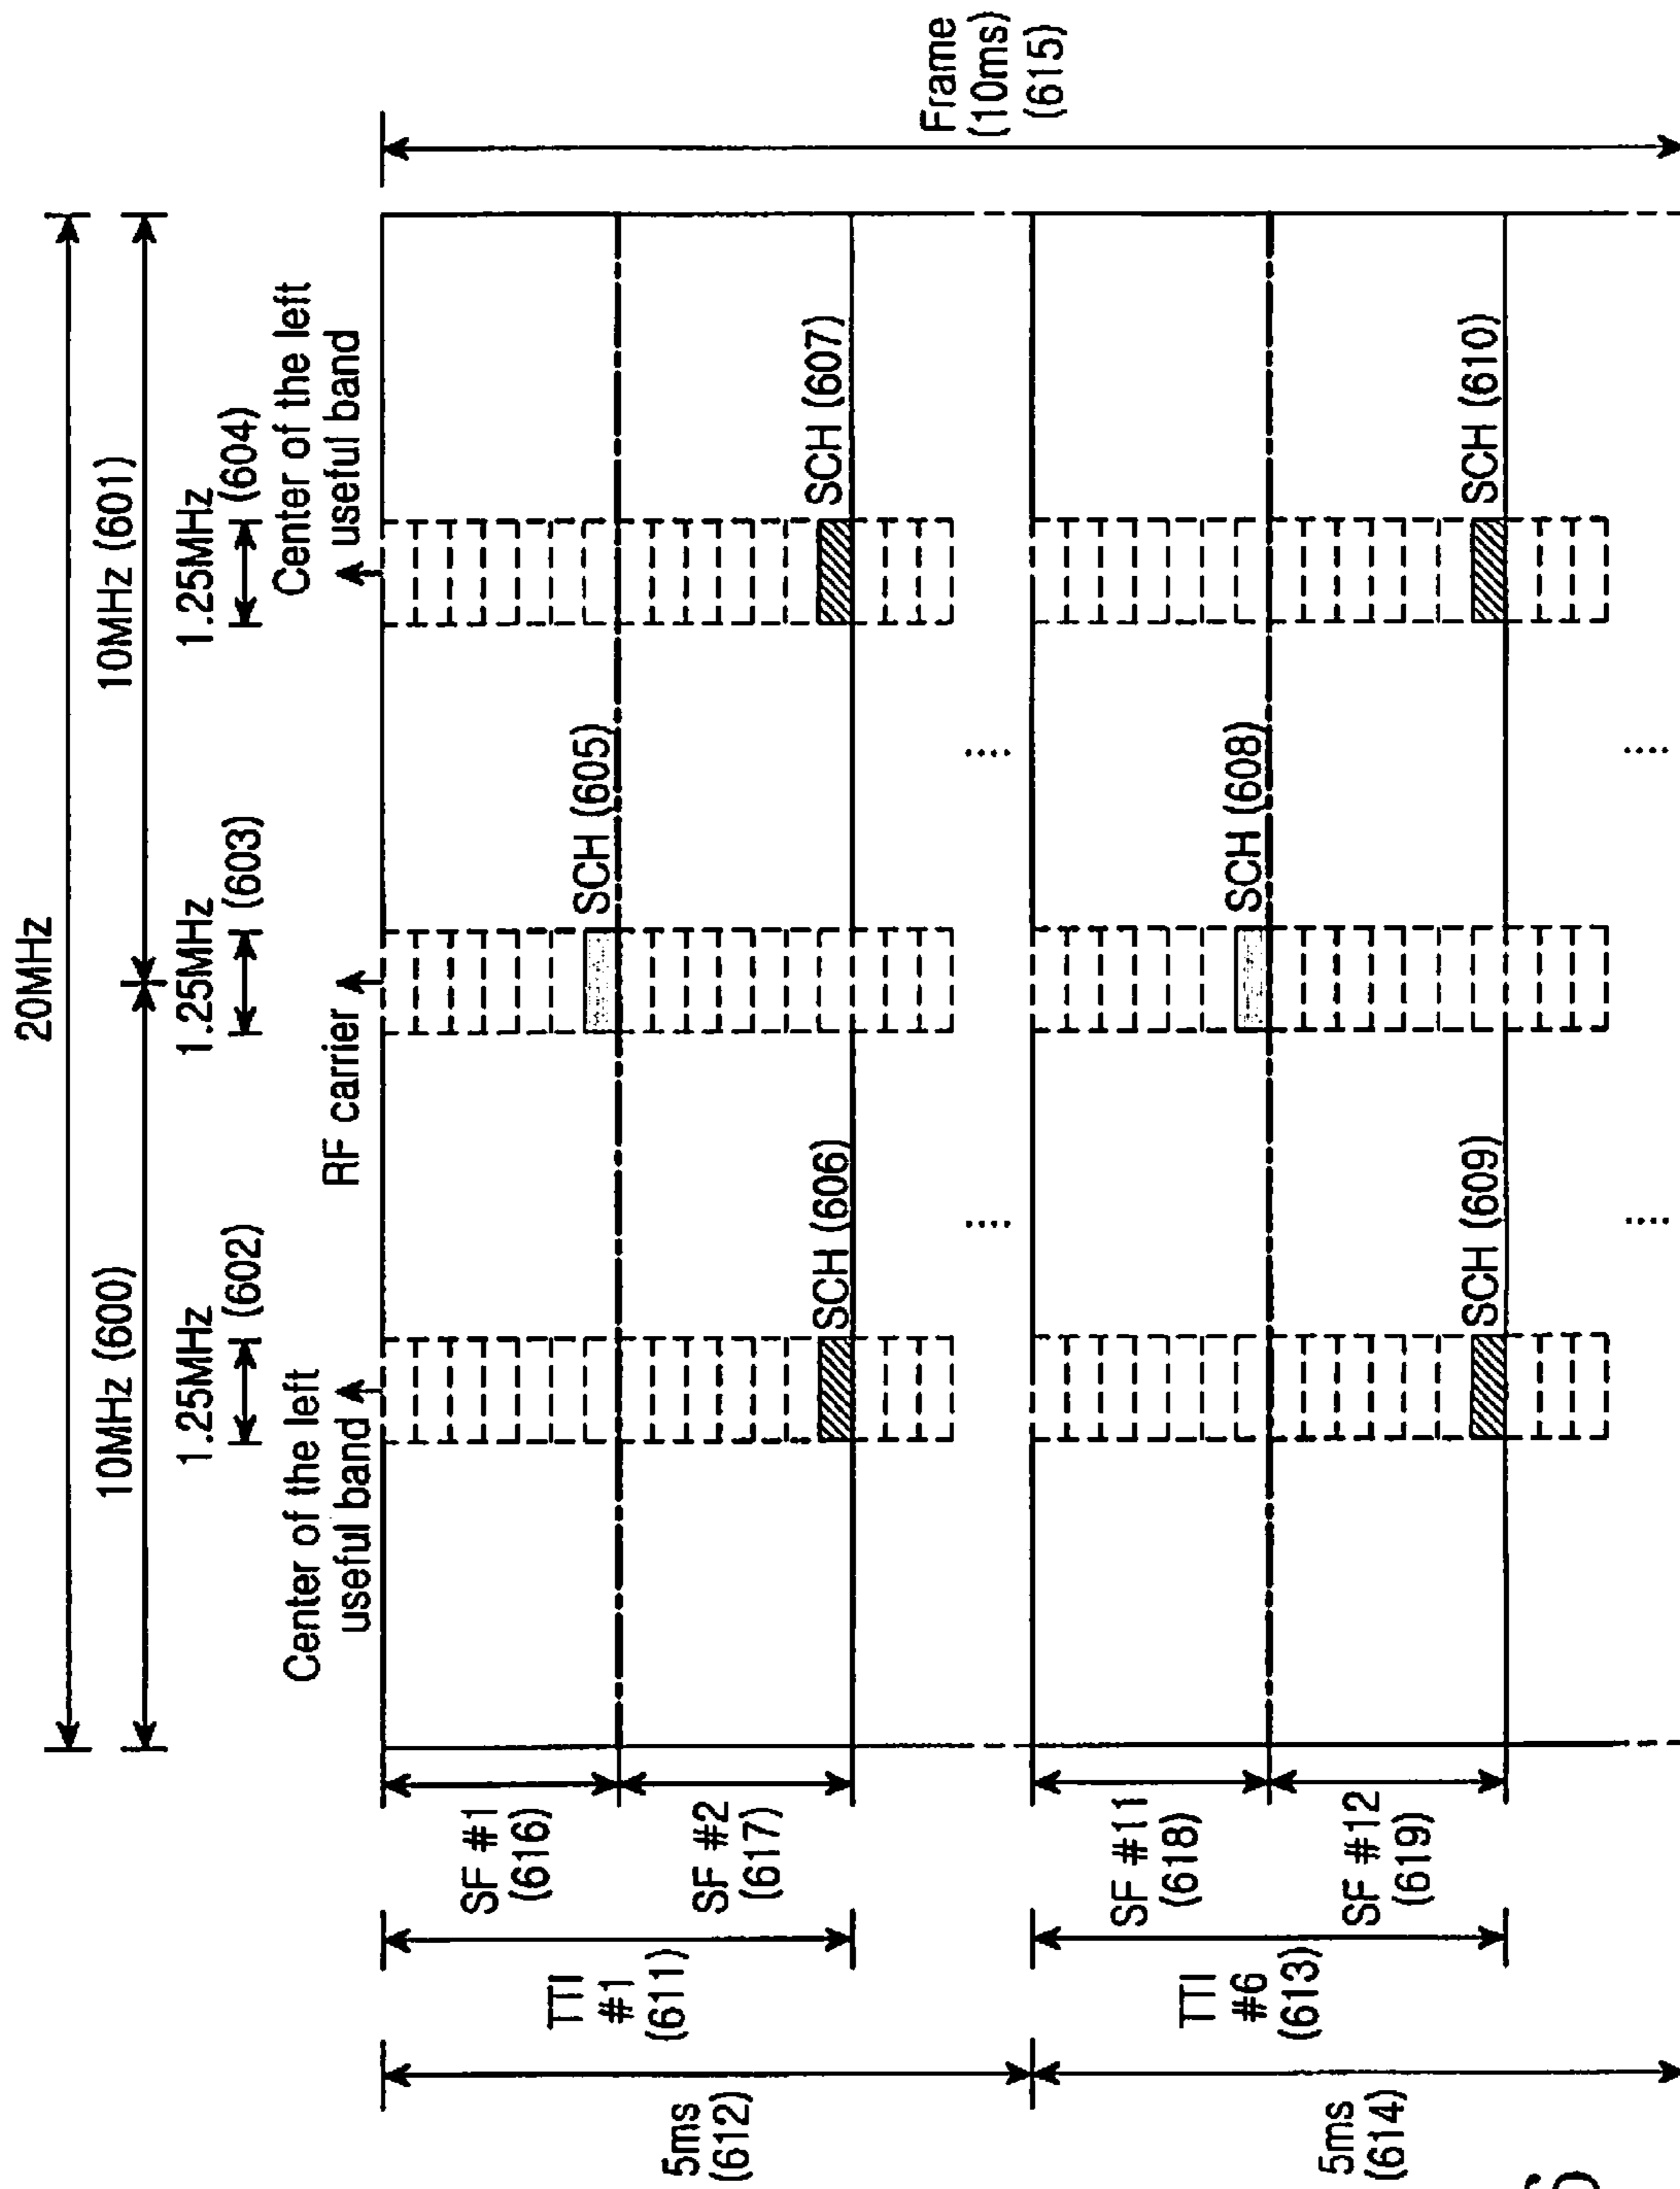 20MHz
10MHz (600)
10MHz (601)
1.25MHz
(602)
1.25MHz
(603)
1.25MHz
(604)
Center of the left
useful band
RF carrier
Center of the left
useful band
SF #1
(616)
SF #2
(617)
TTI
#1
(611)
5ms
(612)
SCH (605)
SCH (606)
SCH (607)
Frame
(10ms)
(615)
SF #11
(618)
SF #12
(619)
TTI
#6
(613)
5ms
(614)
SCH (608)
SCH (609)
SCH (610)